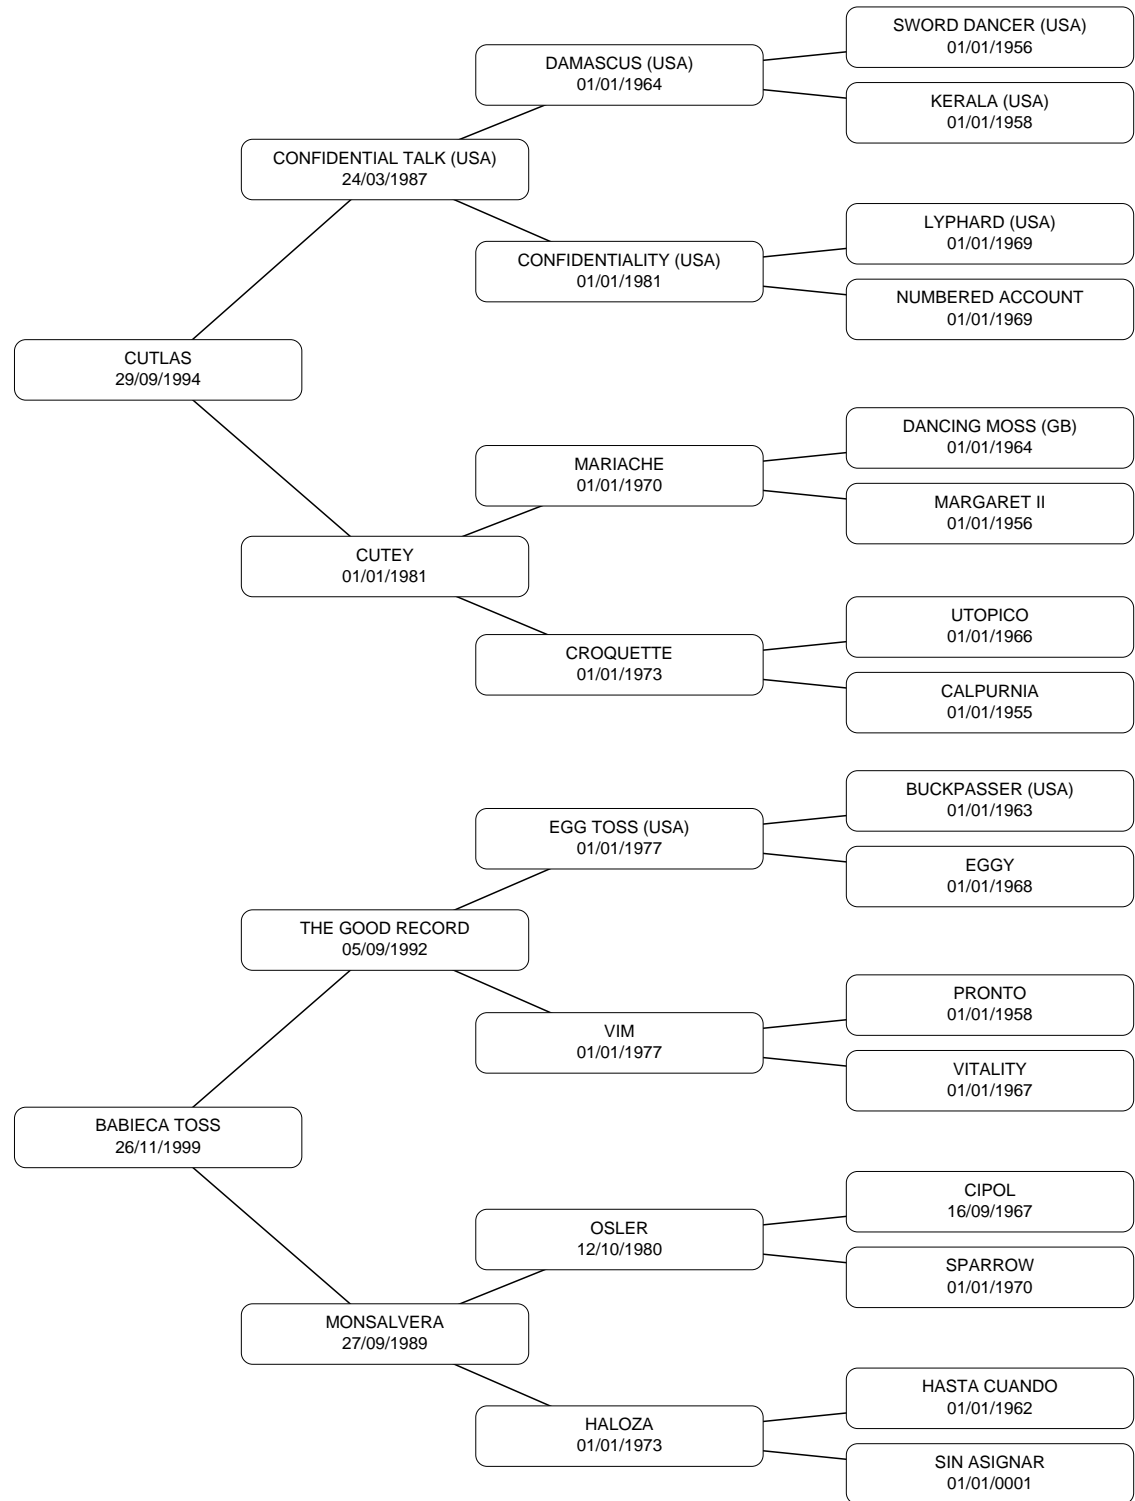 SWORD DANCER (USA)
01/01/1956
DAMASCUS (USA)
01/01/1964
KERALA (USA)
01/01/1958
CONFIDENTIAL TALK (USA)
24/03/1987
LYPHARD (USA)
01/01/1969
CONFIDENTIALITY (USA)
01/01/1981
NUMBERED ACCOUNT
01/01/1969
CUTLAS
29/09/1994
DANCING MOSS (GB)
01/01/1964
MARIACHE
01/01/1970
MARGARET II
01/01/1956
CUTEY
01/01/1981
UTOPICO
01/01/1966
CROQUETTE
01/01/1973
CALPURNIA
01/01/1955
BUCKPASSER (USA)
01/01/1963
EGG TOSS (USA)
01/01/1977
EGGY
01/01/1968
THE GOOD RECORD
05/09/1992
PRONTO
01/01/1958
VIM
01/01/1977
VITALITY
01/01/1967
BABIECA TOSS
26/11/1999
CIPOL
16/09/1967
OSLER
12/10/1980
SPARROW
01/01/1970
MONSALVERA
27/09/1989
HASTA CUANDO
01/01/1962
HALOZA
01/01/1973
SIN ASIGNAR
01/01/0001